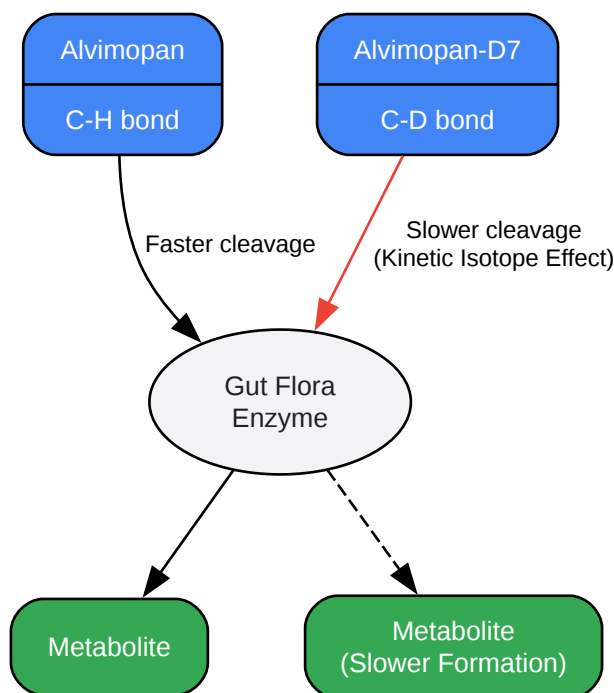 Alvimopan
C-H bond
Alvimopan-D7
C-D bond
Faster cleavage
Slower cleavage
(Kinetic Isotope Effect)
Gut Flora
Enzyme
Metabolite
Metabolite
(Slower Formation)